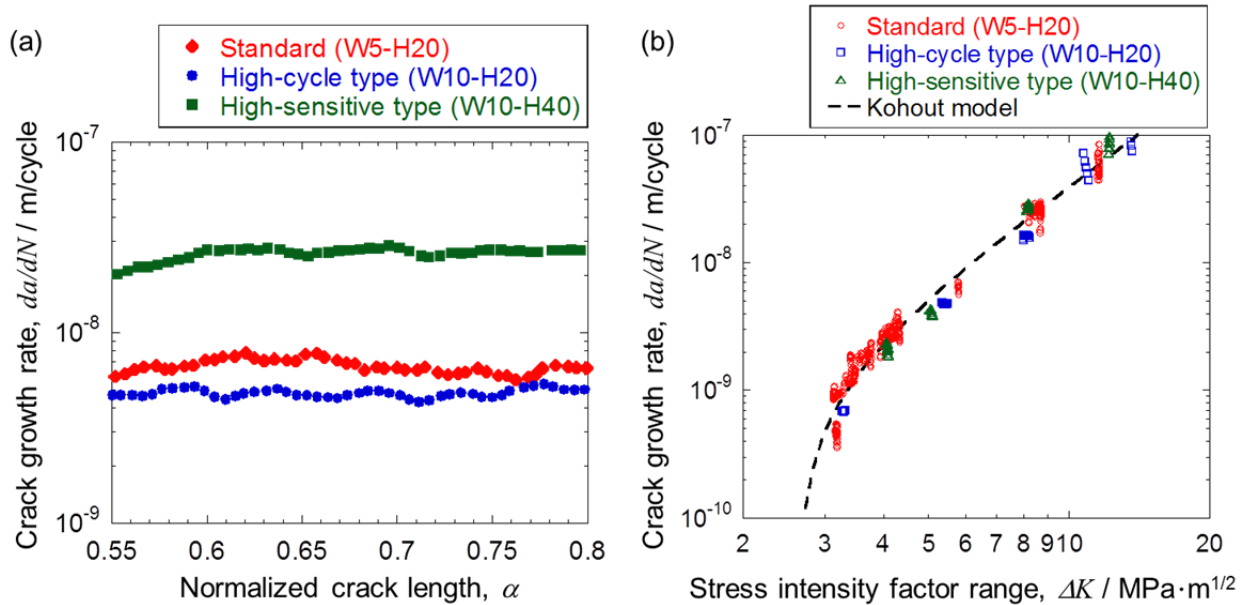 (a)
Standard (W5-H20)
High-cycle type (W10-H20)
High-sensitive type (W10-H40)
10⁻⁷
10⁻⁸
10⁻⁹
Crack growth rate, da/dN / m/cycle
0.55 0.6 0.65 0.7 0.75 0.8
Normalized crack length, α
(b)
Standard (W5-H20)
High-cycle type (W10-H20)
High-sensitive type (W10-H40)
Kohout model
10⁻⁷
10⁻⁸
10⁻⁹
10⁻¹⁰
Crack growth rate, da/dN / m/cycle
2 3 4 5 6 7 8 9 10 20
Stress intensity factor range, ΔK / MPa·m¹/²